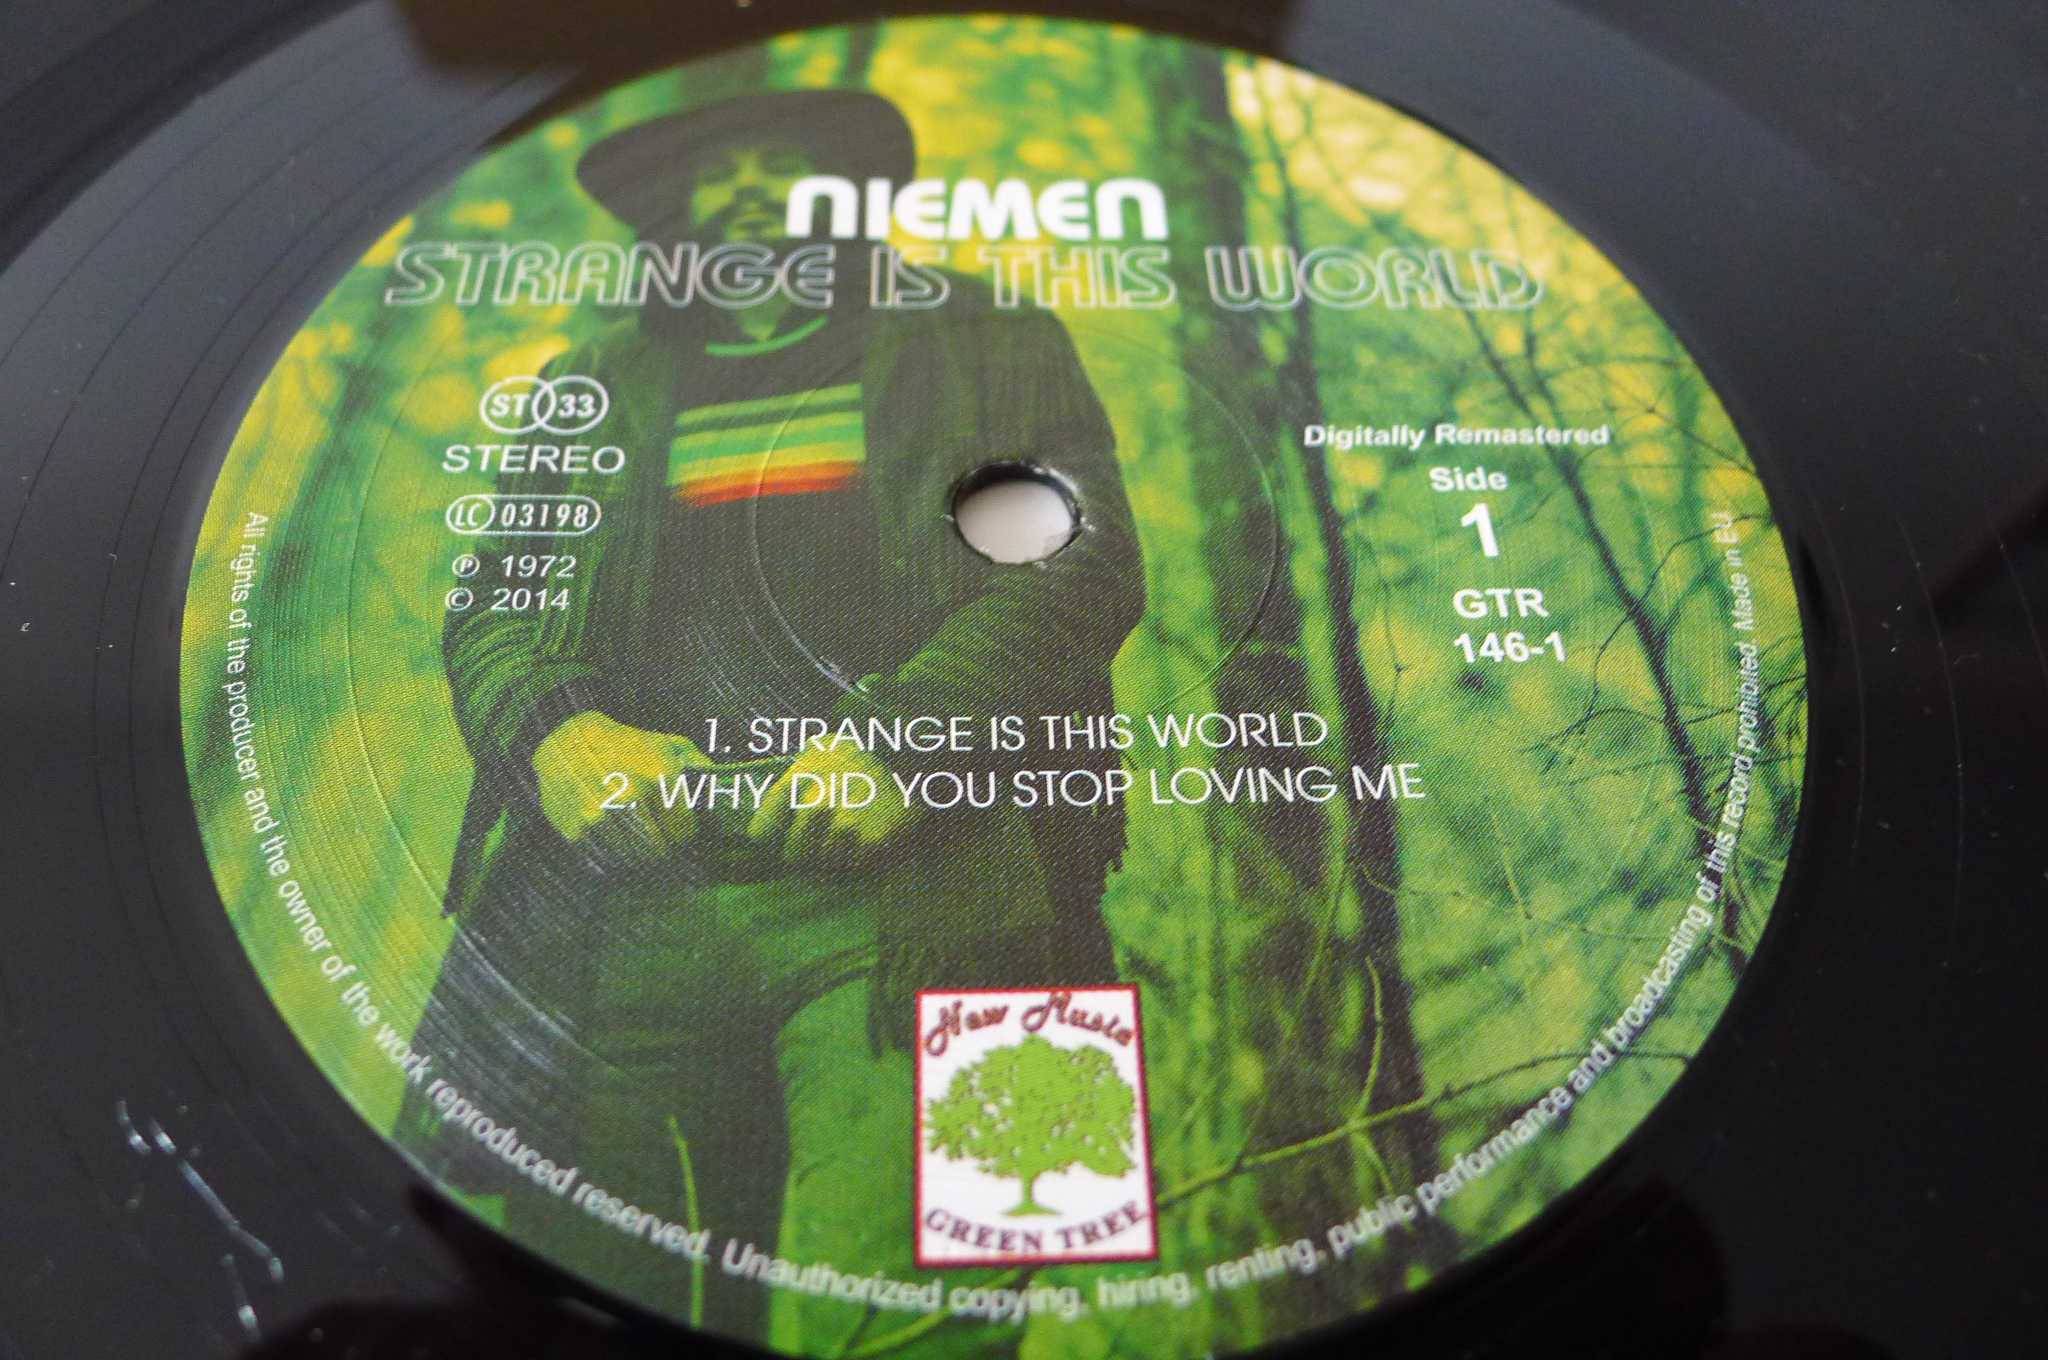 NIEMEN
STRANGE IS THIS WORLD
ST 33
STEREO
LC 03198
℗ 1972
© 2014
Digitally Remastered
Side
1
GTR
146-1
1. STRANGE IS THIS WORLD
2. WHY DID YOU STOP LOVING ME
New Music
GREEN TREE
All rights of the producer and the owner of the work reproduced reserved. Unauthorized copying, hiring, renting, public performance and broadcasting of this record prohibited. Made in EU